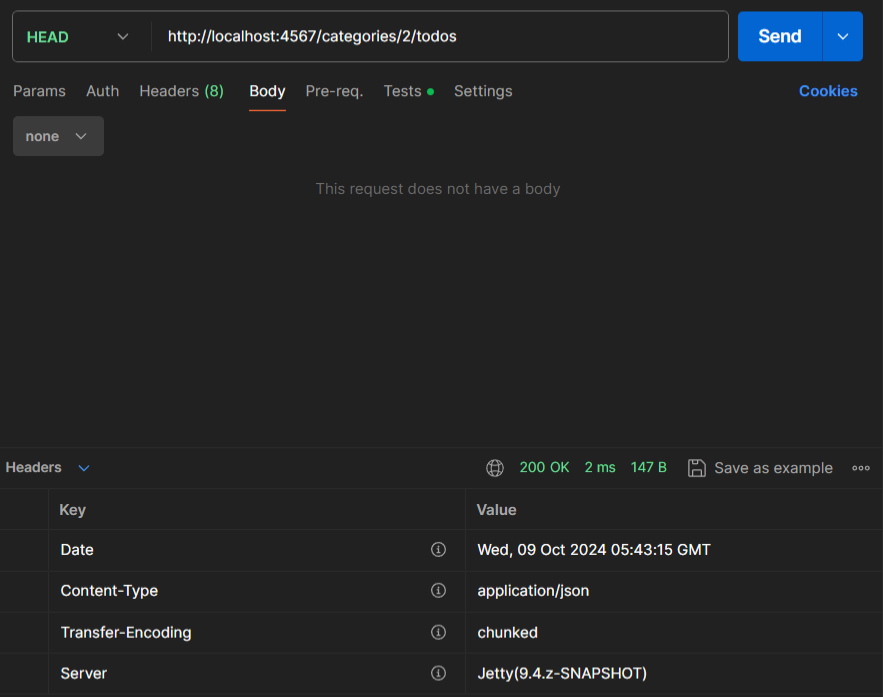 HEAD http://localhost:4567/categories/2/todos Send
Params Auth Headers (8) Body Pre-req. Tests Settings Cookies
none
This request does not have a body
Headers 200 OK 2 ms 147 B Save as example
Key Value
Date Wed, 09 Oct 2024 05:43:15 GMT
Content-Type application/json
Transfer-Encoding chunked
Server Jetty(9.4.z-SNAPSHOT)